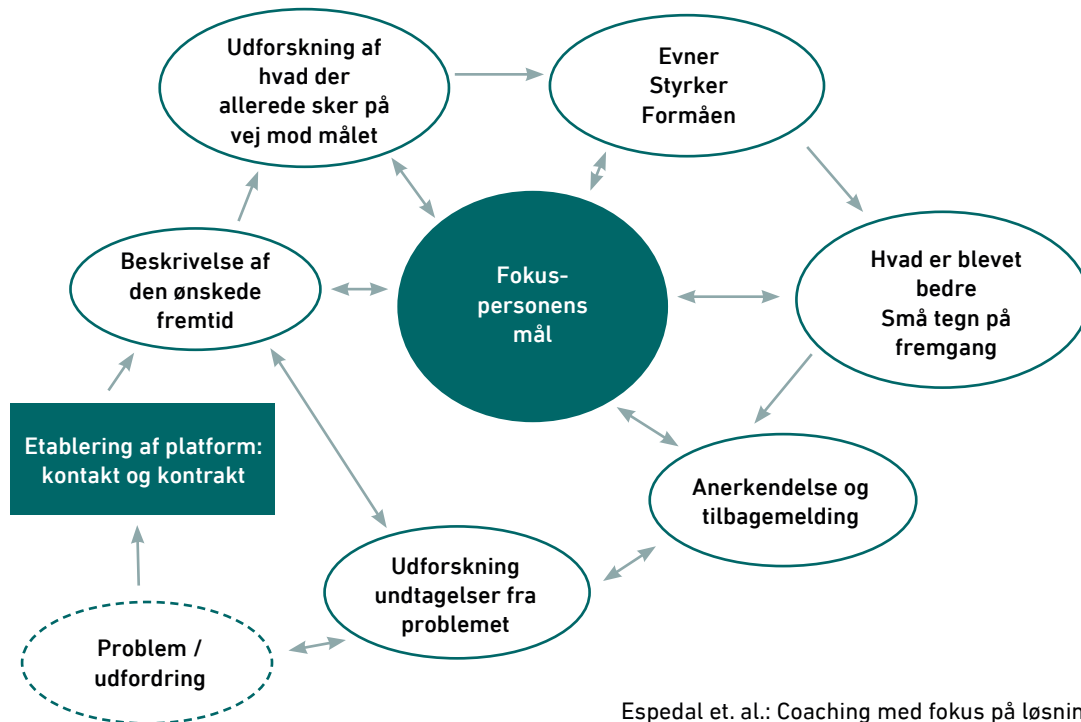 Udforskning af
hvad der
allerede sker på
vej mod målet
Evner
Styrker
Formåen
Beskrivelse af
den ønskede
fremtid
Fokus-
personens
mål
Hvad er blevet
bedre
Små tegn på
fremgang
Etablering af platform:
kontakt og kontrakt
Anerkendelse og
tilbagemelding
Udforskning
undtagelser fra
problemet
Problem /
udfordring
Espedal et. al.: Coaching med fokus på løsnin